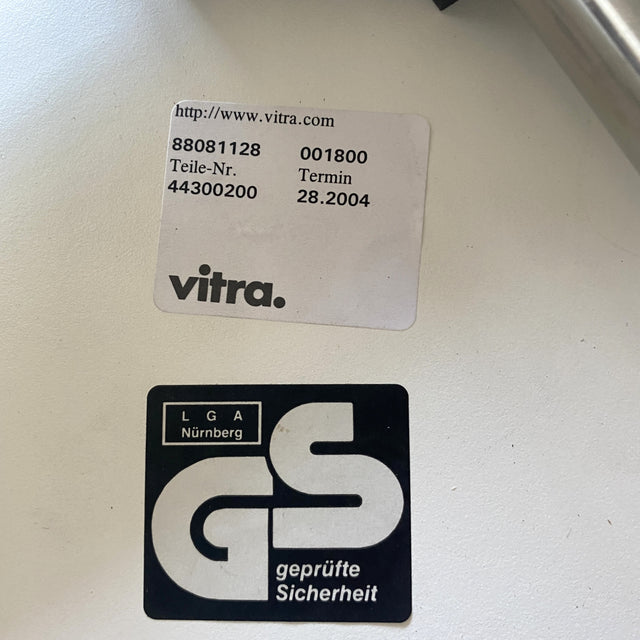 http://www.vitra.com
88081128 001800
Teile-Nr. Termin
44300200 28.2004
vitra.
L G A
Nürnberg
GS
geprüfte
Sicherheit